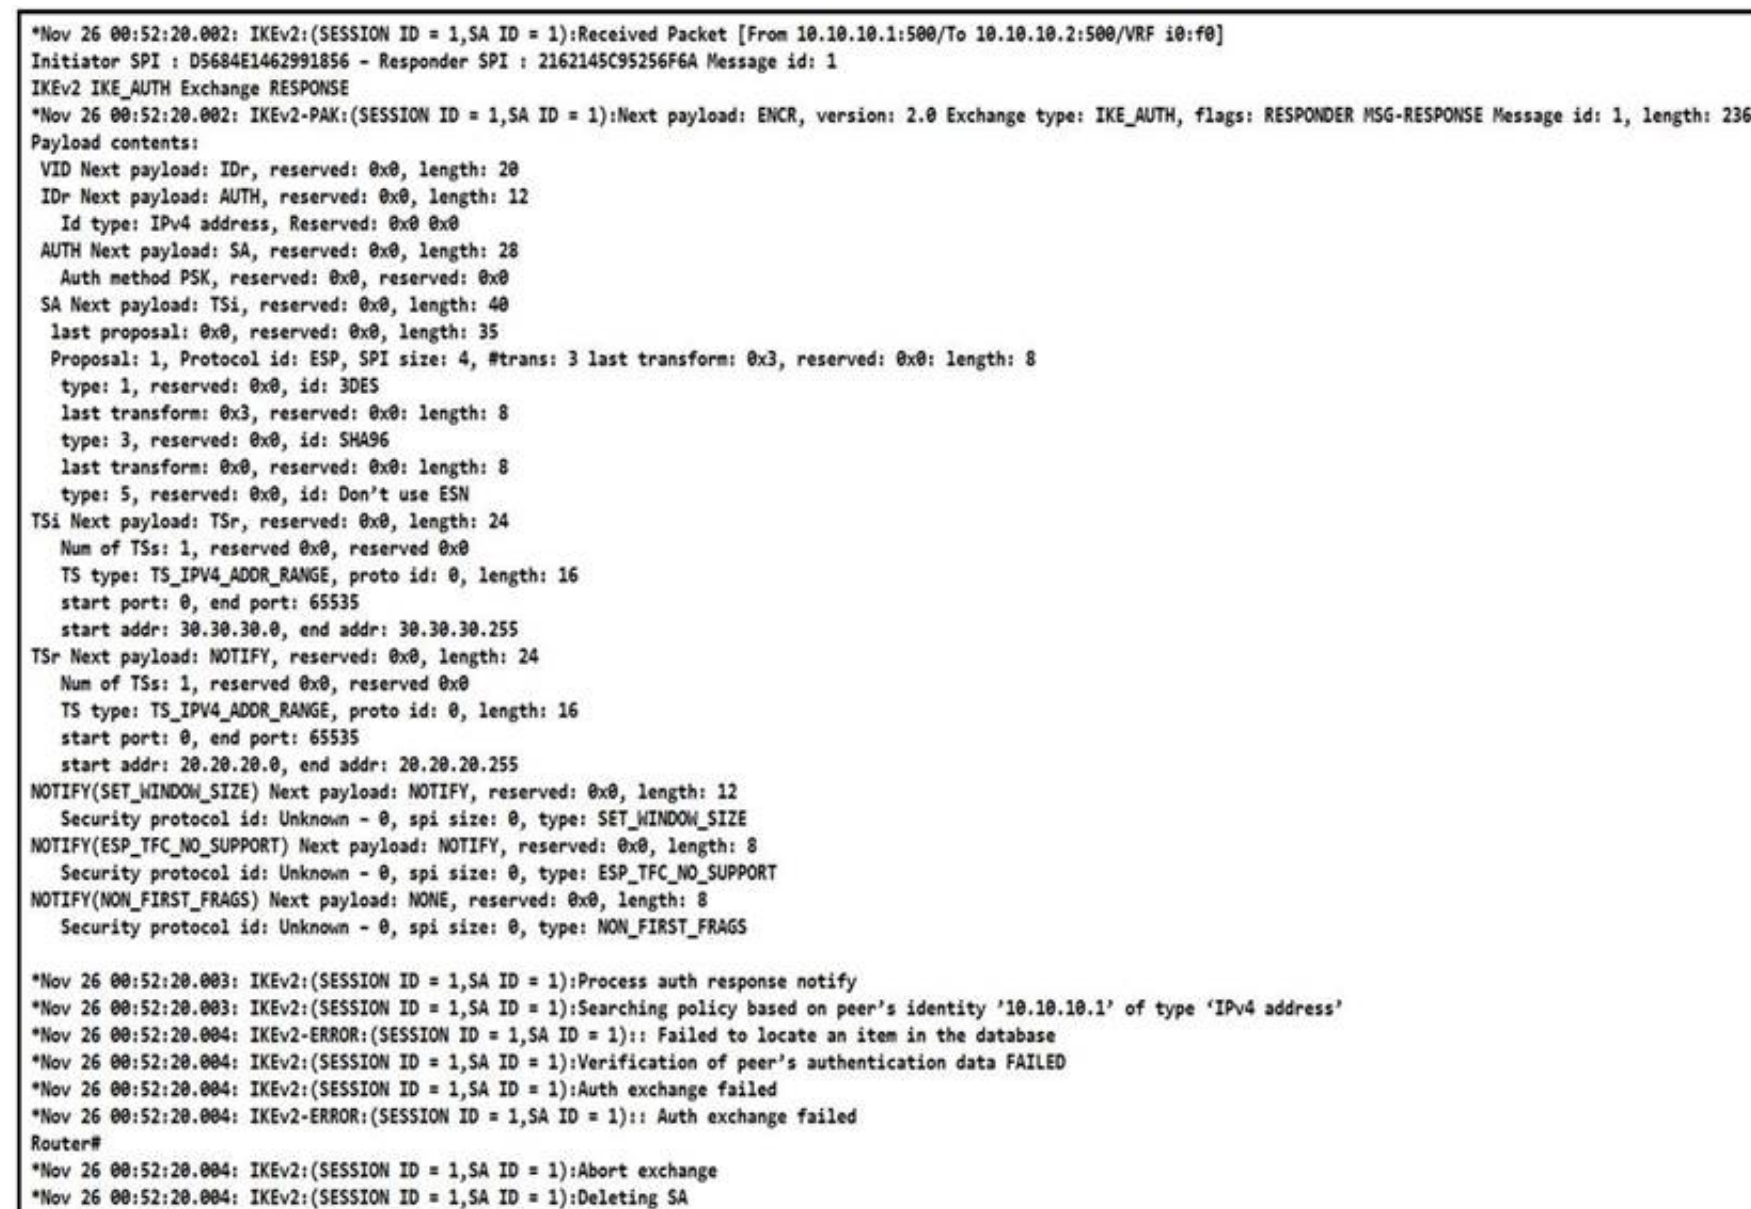 *Nov 26 00:52:20.002: IKEv2:(SESSION ID = 1,SA ID = 1):Received Packet [From 10.10.10.1:500/To 10.10.10.2:500/VRF i0:f0]
Initiator SPI : D5684E1462991856 - Responder SPI : 2162145C95256F6A Message id: 1
IKEv2 IKE_AUTH Exchange RESPONSE
*Nov 26 00:52:20.002: IKEv2-PAK:(SESSION ID = 1,SA ID = 1):Next payload: ENCR, version: 2.0 Exchange type: IKE_AUTH, flags: RESPONDER MSG-RESPONSE Message id: 1, length: 236
Payload contents:
VID Next payload: IDr, reserved: 0x0, length: 20
IDr Next payload: AUTH, reserved: 0x0, length: 12
Id type: IPv4 address, Reserved: 0x0 0x0
AUTH Next payload: SA, reserved: 0x0, length: 28
Auth method PSK, reserved: 0x0, reserved: 0x0
SA Next payload: TSi, reserved: 0x0, length: 40
last proposal: 0x0, reserved: 0x0, length: 35
Proposal: 1, Protocol id: ESP, SPI size: 4, #trans: 3 last transform: 0x3, reserved: 0x0: length: 8
type: 1, reserved: 0x0, id: 3DES
last transform: 0x3, reserved: 0x0: length: 8
type: 3, reserved: 0x0, id: SHA96
last transform: 0x0, reserved: 0x0: length: 8
type: 5, reserved: 0x0, id: Don't use ESN
TSi Next payload: TSr, reserved: 0x0, length: 24
Num of TSs: 1, reserved 0x0, reserved 0x0
TS type: TS_IPV4_ADDR_RANGE, proto id: 0, length: 16
start port: 0, end port: 65535
start addr: 30.30.30.0, end addr: 30.30.30.255
TSr Next payload: NOTIFY, reserved: 0x0, length: 24
Num of TSs: 1, reserved 0x0, reserved 0x0
TS type: TS_IPV4_ADDR_RANGE, proto id: 0, length: 16
start port: 0, end port: 65535
start addr: 20.20.20.0, end addr: 20.20.20.255
NOTIFY(SET_WINDOW_SIZE) Next payload: NOTIFY, reserved: 0x0, length: 12
Security protocol id: Unknown - 0, spi size: 0, type: SET_WINDOW_SIZE
NOTIFY(ESP_TFC_NO_SUPPORT) Next payload: NOTIFY, reserved: 0x0, length: 8
Security protocol id: Unknown - 0, spi size: 0, type: ESP_TFC_NO_SUPPORT
NOTIFY(NON_FIRST_FRAGS) Next payload: NONE, reserved: 0x0, length: 8
Security protocol id: Unknown - 0, spi size: 0, type: NON_FIRST_FRAGS
*Nov 26 00:52:20.003: IKEv2:(SESSION ID = 1,SA ID = 1):Process auth response notify
*Nov 26 00:52:20.003: IKEv2:(SESSION ID = 1,SA ID = 1):Searching policy based on peer's identity '10.10.10.1' of type 'IPv4 address'
*Nov 26 00:52:20.004: IKEv2-ERROR:(SESSION ID = 1,SA ID = 1):: Failed to locate an item in the database
*Nov 26 00:52:20.004: IKEv2:(SESSION ID = 1,SA ID = 1):Verification of peer's authentication data FAILED
*Nov 26 00:52:20.004: IKEv2:(SESSION ID = 1,SA ID = 1):Auth exchange failed
*Nov 26 00:52:20.004: IKEv2-ERROR:(SESSION ID = 1,SA ID = 1):: Auth exchange failed
Router#
*Nov 26 00:52:20.004: IKEv2:(SESSION ID = 1,SA ID = 1):Abort exchange
*Nov 26 00:52:20.004: IKEv2:(SESSION ID = 1,SA ID = 1):Deleting SA